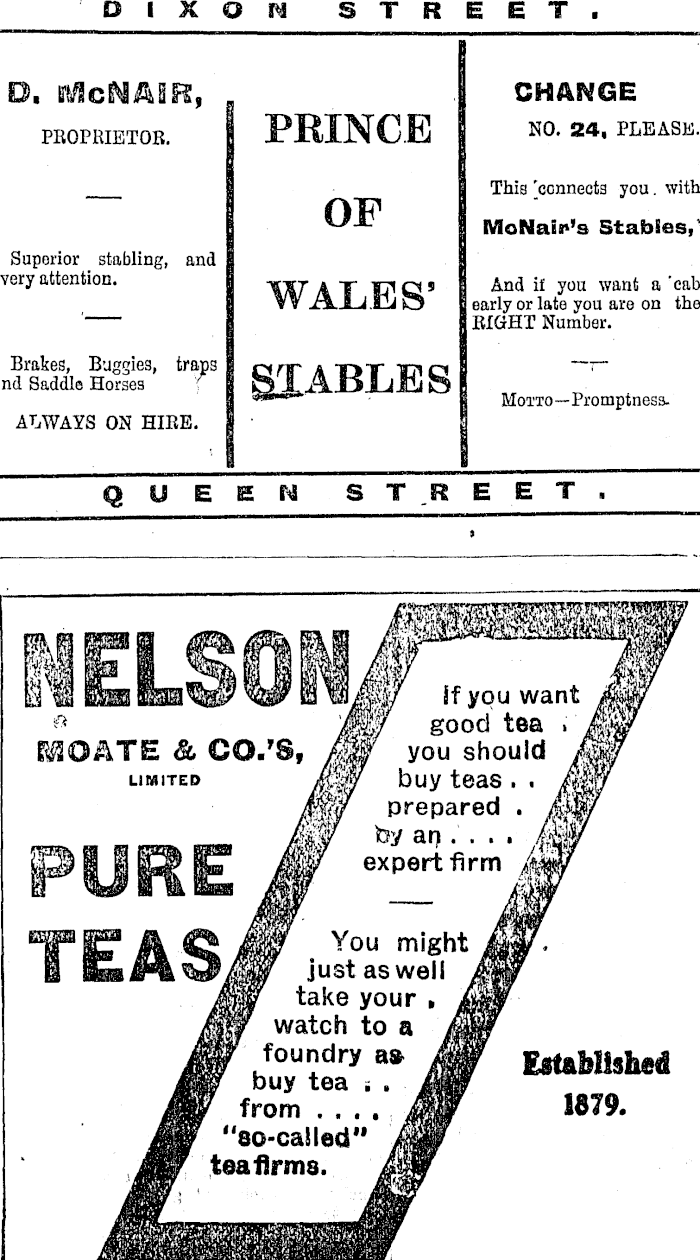 DIXON STREET.
D. McNAIR,
PROPRIETOR.
Superior stabling, and
very attention.
Brakes, Buggies, traps
nd Saddle Horses
ALWAYS ON HIRE.
PRINCE
OF
WALES'
STABLES
CHANGE
NO. 24, PLEASE.
This connects you with
McNair's Stables,
And if you want a cab
early or late you are on the
RIGHT Number.
MOTTO—Promptness.
QUEEN STREET.
NELSON
MOATE & CO.'S,
LIMITED
PURE
TEAS
If you want
good tea .
you should
buy teas . .
prepared .
by an . . . .
expert firm
You might
just as well
take your .
watch to a
foundry as
buy tea . .
from . . . .
"so-called"
tea firms.
Established
1879.